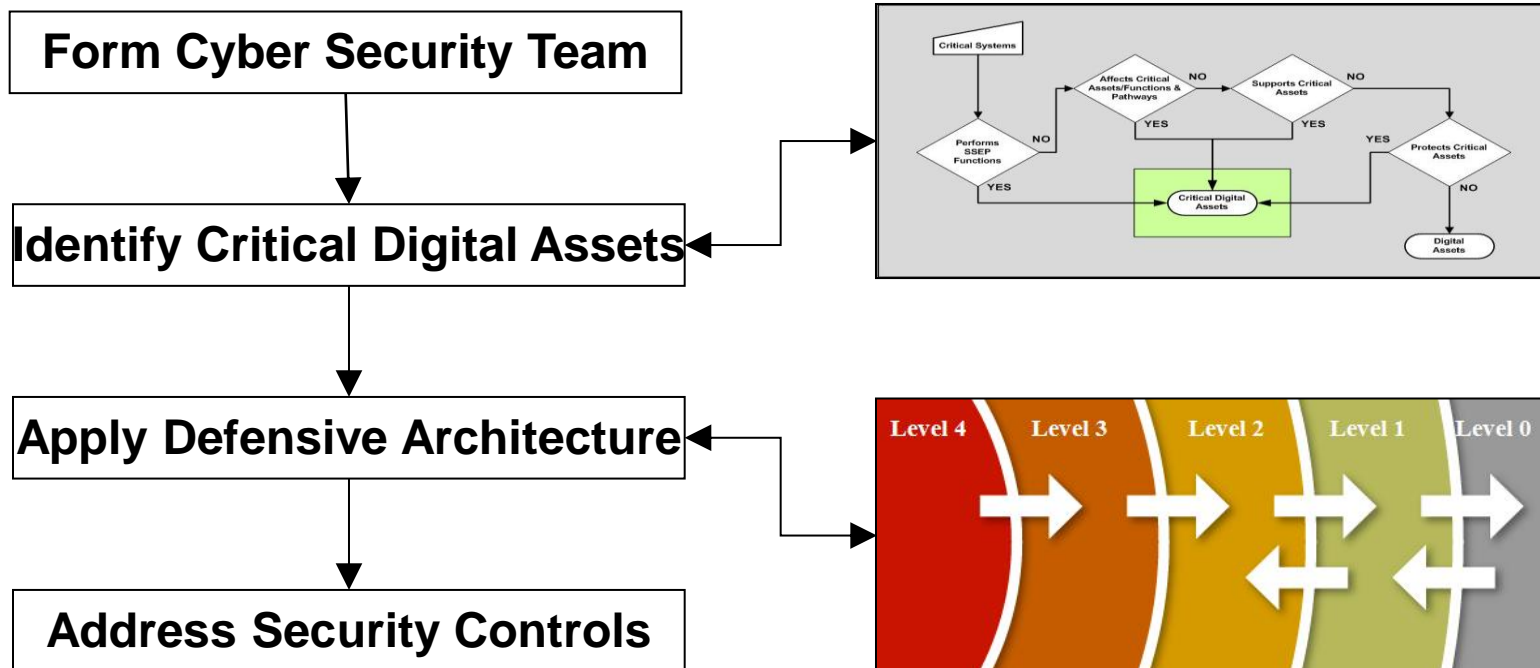 Form Cyber Security Team
Identify Critical Digital Assets
Apply Defensive Architecture
Address Security Controls
Critical Systems
Performs
SSEP
Functions
NO
YES
Affects Critical
Assets/Functions &
Pathways
NO
YES
Supports Critical
Assets
NO
YES
Protects Critical
Assets
YES
NO
Critical Digital
Assets
Digital
Assets
Level 4
Level 3
Level 2
Level 1
Level 0